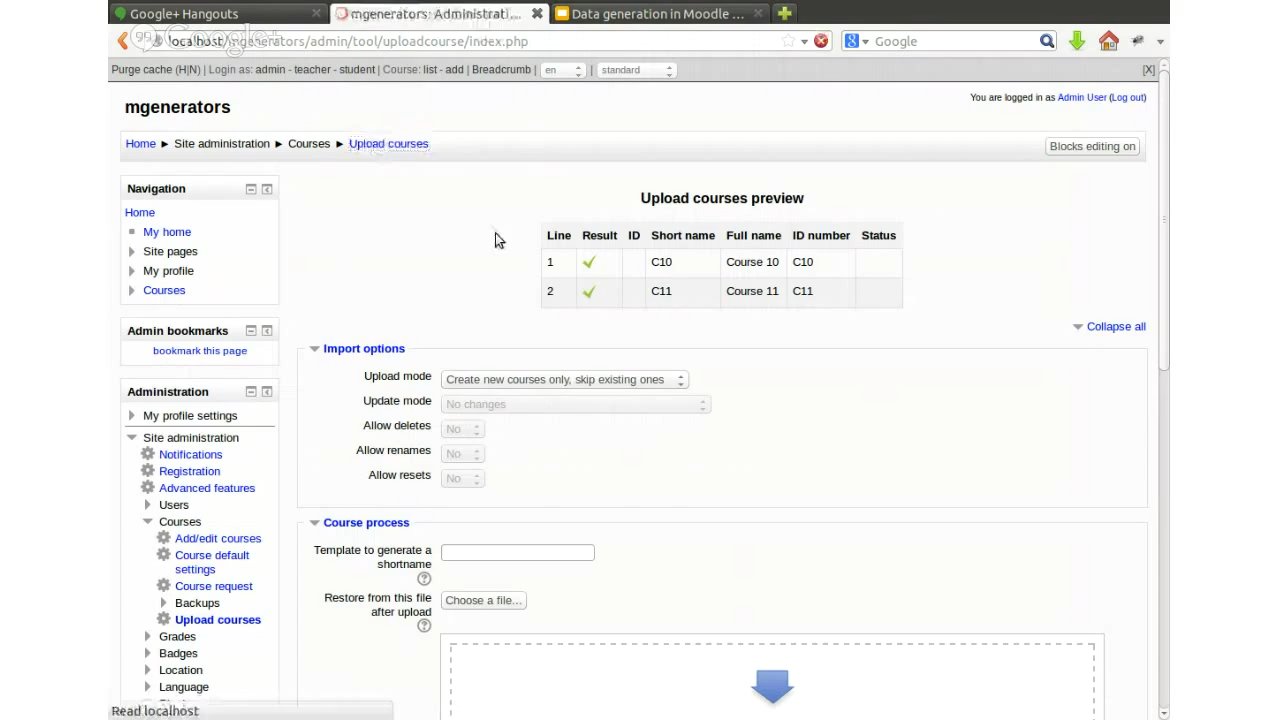 Google+ Hangouts
mgenerators: Administrati...
Data generation in Moodle ...
localhost/mgenerators/admin/tool/uploadcourse/index.php
Google
Purge cache (H|N) | Login as: admin - teacher - student | Course: list - add | Breadcrumb | en | standard [X]
mgenerators
You are logged in as Admin User (Log out)
Home ► Site administration ► Courses ► Upload courses
Blocks editing on
Navigation
Home
My home
Site pages
My profile
Courses
Admin bookmarks
bookmark this page
Administration
My profile settings
Site administration
Notifications
Registration
Advanced features
Users
Courses
Add/edit courses
Course default
settings
Course request
Backups
Upload courses
Grades
Badges
Location
Language
Read localhost
Upload courses preview
Line Result ID Short name Full name ID number Status
1 C10 Course 10 C10
2 C11 Course 11 C11
Collapse all
Import options
Upload mode Create new courses only, skip existing ones
Update mode No changes
Allow deletes No
Allow renames No
Allow resets No
Course process
Template to generate a
shortname
Restore from this file
after upload
Choose a file...